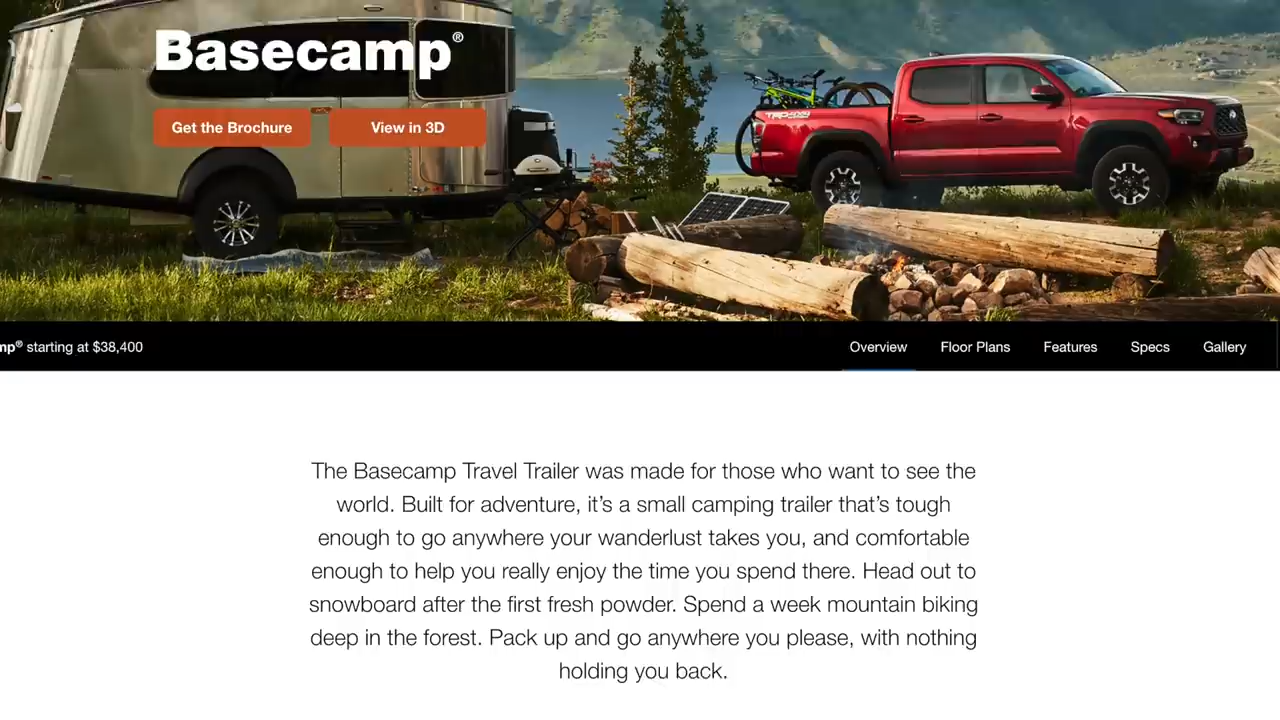 Basecamp®
Get the Brochure
View in 3D
mp® starting at $38,400
Overview
Floor Plans
Features
Specs
Gallery
The Basecamp Travel Trailer was made for those who want to see the
world. Built for adventure, it’s a small camping trailer that’s tough
enough to go anywhere your wanderlust takes you, and comfortable
enough to help you really enjoy the time you spend there. Head out to
snowboard after the first fresh powder. Spend a week mountain biking
deep in the forest. Pack up and go anywhere you please, with nothing
holding you back.